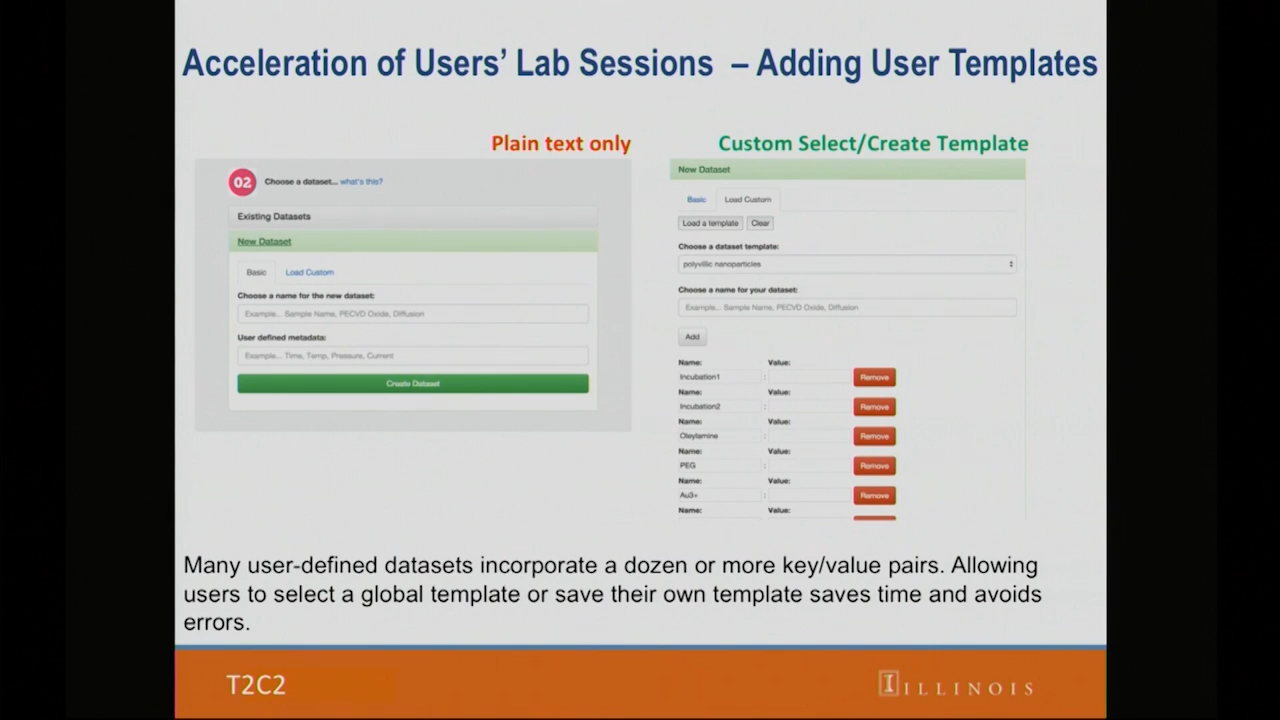 Acceleration of Users' Lab Sessions – Adding User Templates
Plain text only
02 Choose a dataset... what's this?
Existing Datasets
New Dataset
Basic Load Custom
Choose a name for the new dataset:
Example... Sample Name, PECVD Oxide, Diffusion
User defined metadata:
Example... Time, Temp, Pressure, Current
Create Dataset
Custom Select/Create Template
New Dataset
Basic Load Custom
Load a template Clear
Choose a dataset template:
polyvillic nanoparticles
Choose a name for your dataset:
Example... Sample Name, PECVD Oxide, Diffusion
Add
Name: Value:
Incubation1 : Remove
Name: Value:
Incubation2 : Remove
Name: Value:
Oleylamine : Remove
Name: Value:
PEG : Remove
Name: Value:
Au3+ : Remove
Name: Value:
Many user-defined datasets incorporate a dozen or more key/value pairs. Allowing
users to select a global template or save their own template saves time and avoids
errors.
T2C2
I ILLINOIS